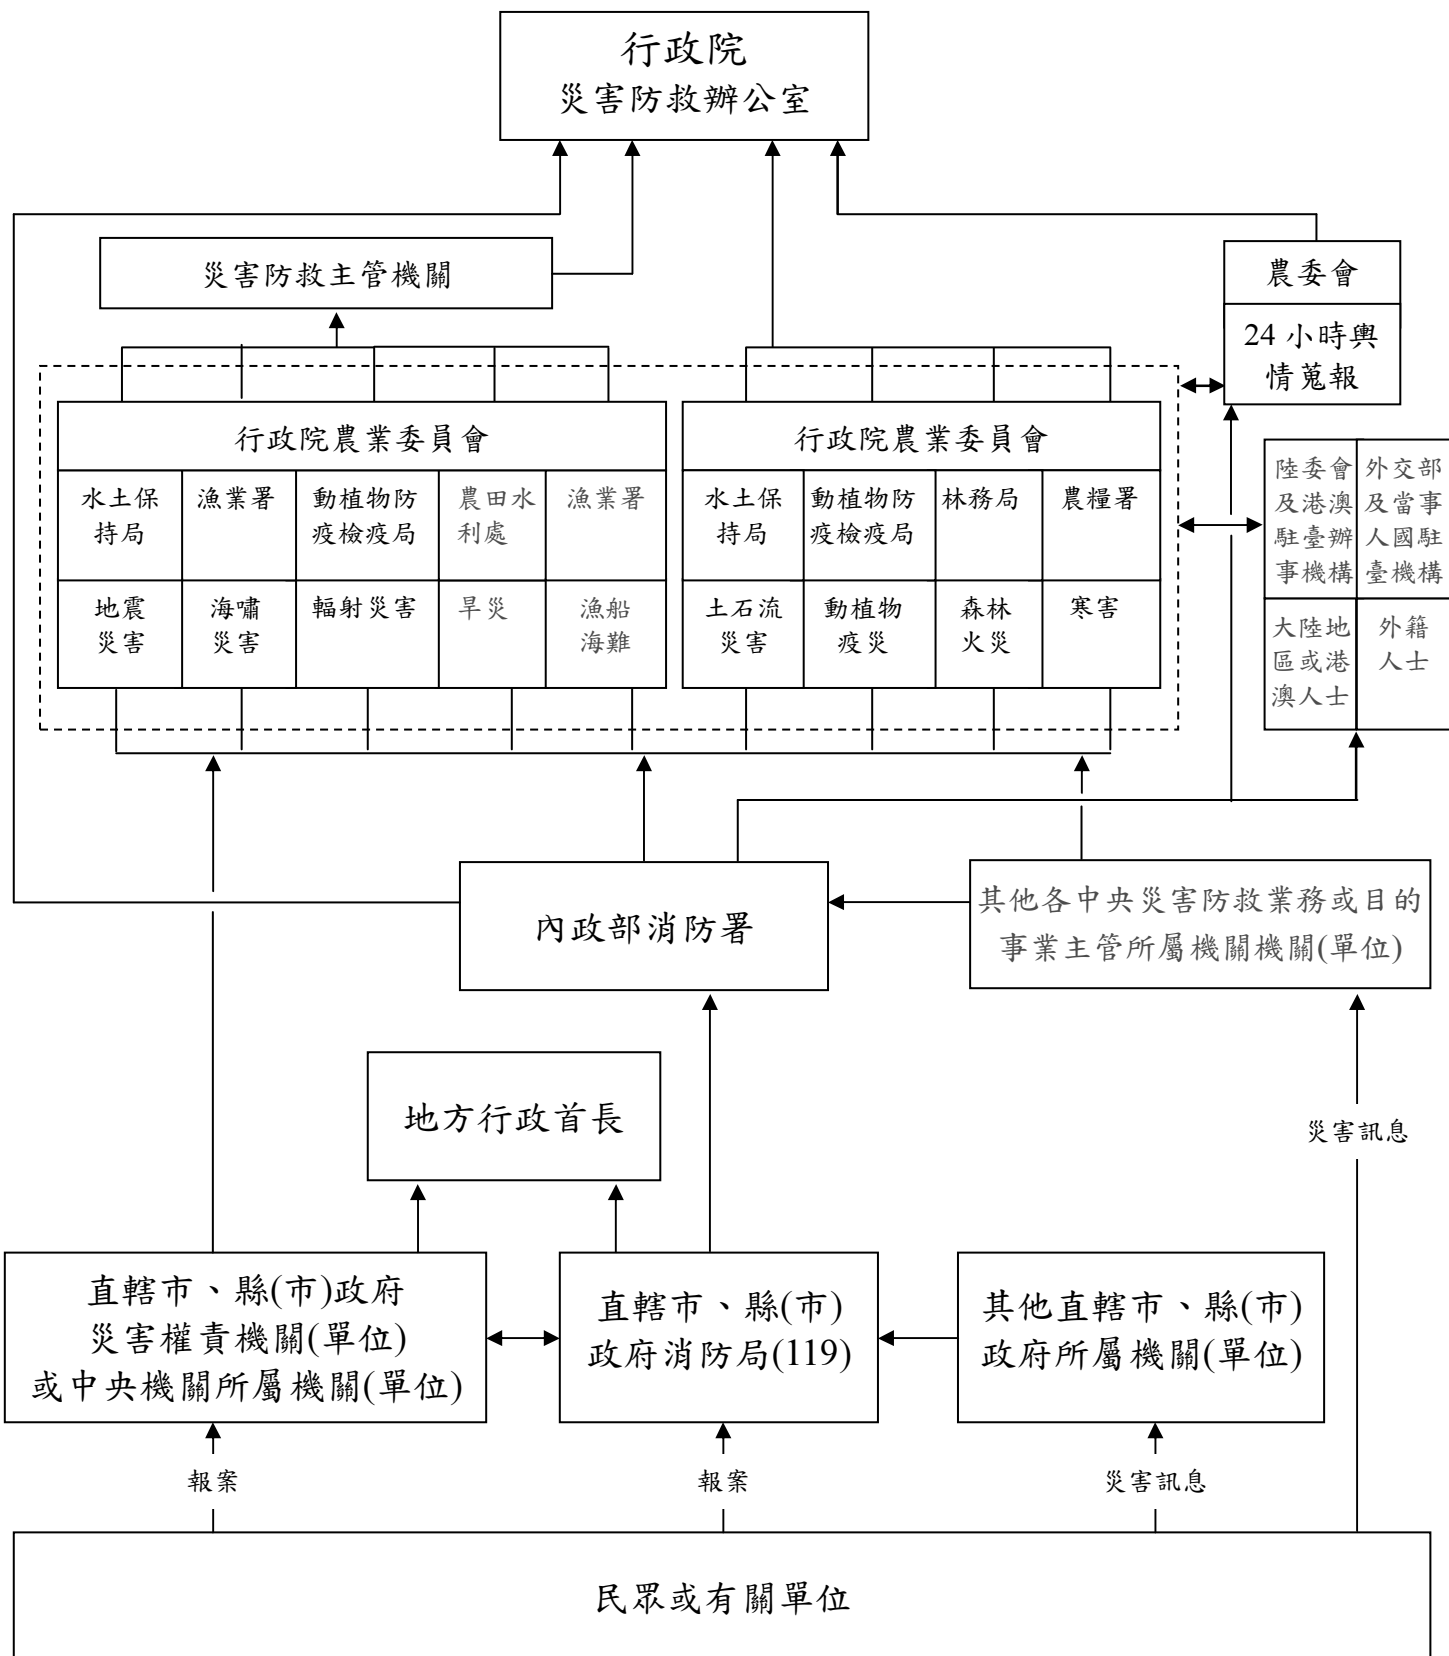 行政院
災害防救辦公室
災害防救主管機關
農委會
24 小時輿
情蒐報
行政院農業委員會
水土保
持局
漁業署
動植物防
疫檢疫局
農田水
利處
漁業署
地震
災害
海嘯
災害
輻射災害
旱災
漁船
海難
行政院農業委員會
水土保
持局
動植物防
疫檢疫局
林務局
農糧署
土石流
災害
動植物
疫災
森林
火災
寒害
陸委會
及港澳
駐臺辦
事機構
外交部
及當事
人國駐
臺機構
大陸地
區或港
澳人士
外籍
人士
內政部消防署
其他各中央災害防救業務或目的
事業主管所屬機關機關(單位)
地方行政首長
災害訊息
直轄市、縣(市)政府
災害權責機關(單位)
或中央機關所屬機關(單位)
直轄市、縣(市)
政府消防局(119)
其他直轄市、縣(市)
政府所屬機關(單位)
報案
報案
災害訊息
民眾或有關單位